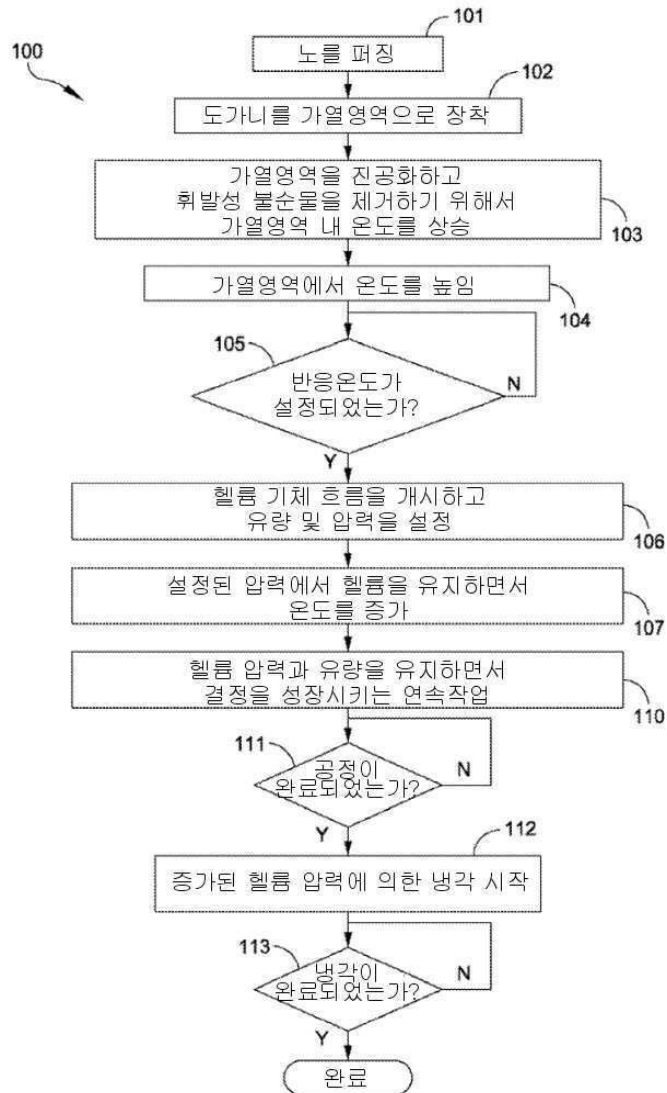 101
100
노를 퍼징
102
도가니를 가열영역으로 장착
가열영역을 진공화하고
휘발성 불순물을 제거하기 위해서
가열영역 내 온도를 상승
103
가열영역에서 온도를 높임
104
105
반응온도가
설정되었는가?
N
Y
헬륨 기체 흐름을 개시하고
유량 및 압력을 설정
106
설정된 압력에서 헬륨을 유지하면서
온도를 증가
107
헬륨 압력과 유량을 유지하면서
결정을 성장시키는 연속작업
110
111
공정이
완료되었는가?
N
Y
112
증가된 헬륨 압력에 의한 냉각 시작
113
냉각이
완료되었는가?
N
Y
완료